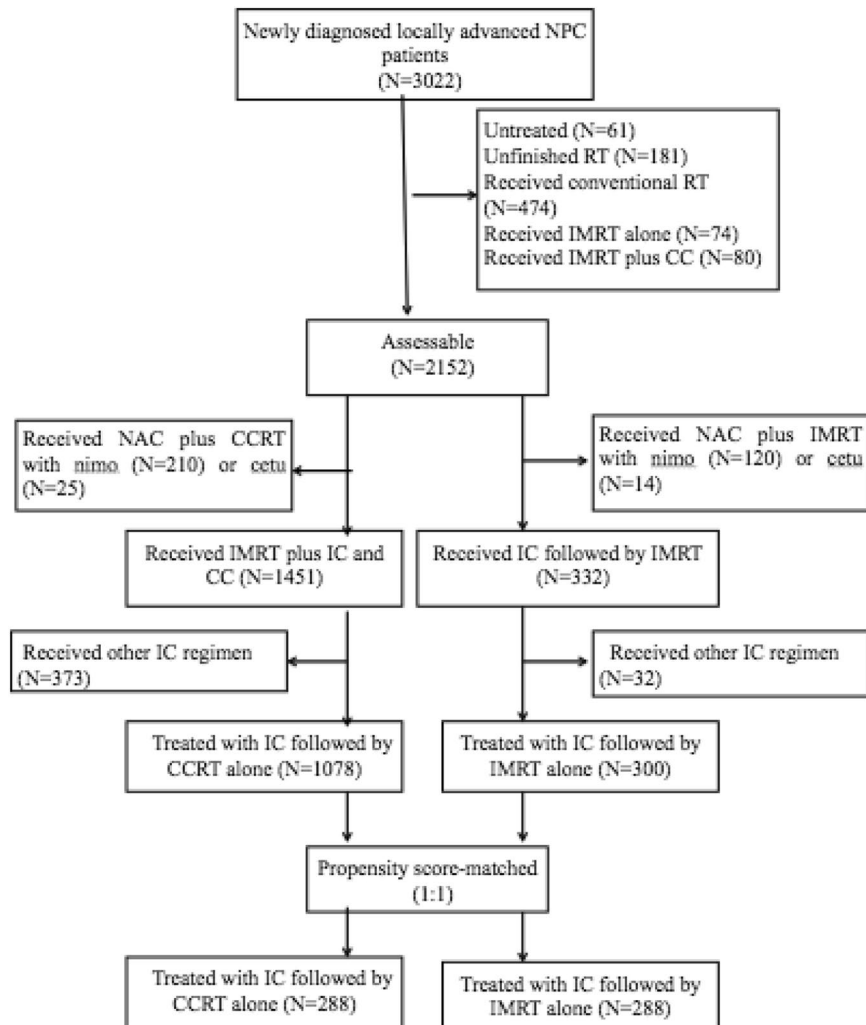 Newly diagnosed locally advanced NPC
patients
(N=3022)
Untreated (N=61)
Unfinished RT (N=181)
Received conventional RT
(N=474)
Received IMRT alone (N=74)
Received IMRT plus CC (N=80)
Assessable
(N=2152)
Received NAC plus CCRT
with nimo (N=210) or cetu
(N=25)
Received NAC plus IMRT
with nimo (N=120) or cetu
(N=14)
Received IMRT plus IC and
CC (N=1451)
Received IC followed by IMRT
(N=332)
Received other IC regimen
(N=373)
Received other IC regimen
(N=32)
Treated with IC followed by
CCRT alone (N=1078)
Treated with IC followed by
IMRT alone (N=300)
Propensity score-matched
(1:1)
Treated with IC followed by
CCRT alone (N=288)
Treated with IC followed by
IMRT alone (N=288)